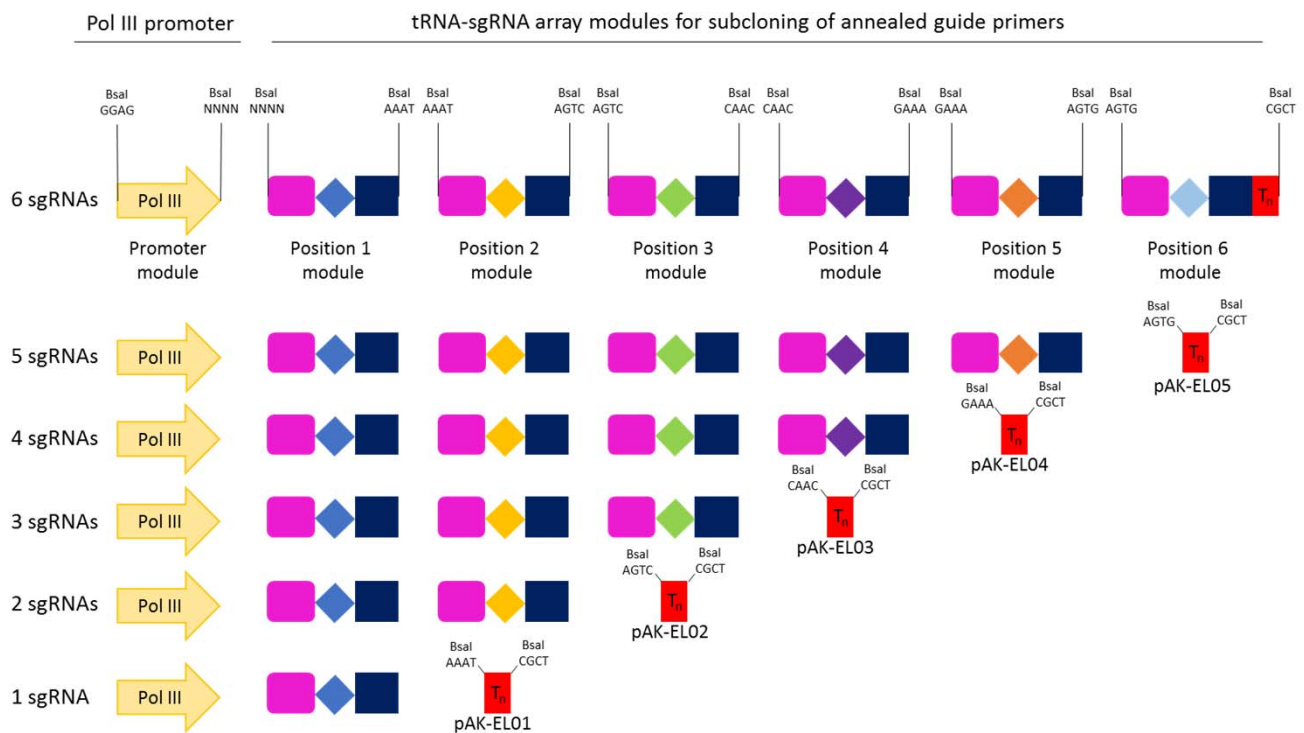 Pol III promoter
tRNA-sgRNA array modules for subcloning of annealed guide primers
BsaI BsaI BsaI BsaI BsaI BsaI BsaI BsaI BsaI BsaI BsaI BsaI BsaI BsaI
GGAG NNNN NNNN AAAT AAAT AGTC AGTC CAAC CAAC GAAA GAAA AGTG AGTG CGCT
6 sgRNAs Pol III Tn
Promoter Position 1 Position 2 Position 3 Position 4 Position 5 Position 6
module module module module module module module
BsaI BsaI
AGTG CGCT
5 sgRNAs Pol III Tn
pAK-EL05
BsaI BsaI
GAAA CGCT
4 sgRNAs Pol III Tn
pAK-EL04
BsaI BsaI
CAAC CGCT
3 sgRNAs Pol III Tn
pAK-EL03
BsaI BsaI
AGTC CGCT
2 sgRNAs Pol III Tn
pAK-EL02
BsaI BsaI
AAAT CGCT
1 sgRNA Pol III Tn
pAK-EL01